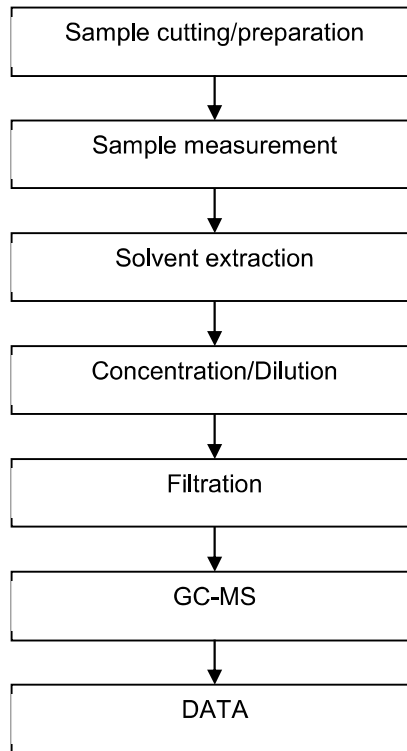 Sample cutting/preparation
Sample measurement
Solvent extraction
Concentration/Dilution
Filtration
GC-MS
DATA